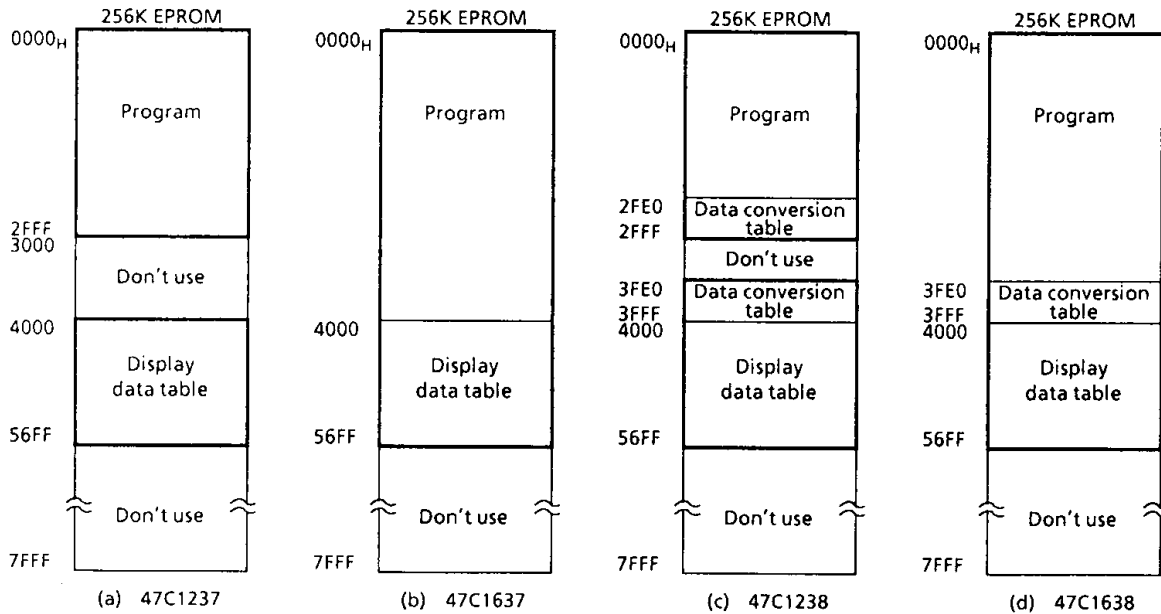 256K EPROM
0000H
Program
2FFF
3000
Don't use
4000
Display
data table
56FF
Don't use
7FFF
(a) 47C1237
256K EPROM
0000H
Program
4000
Display
data table
56FF
Don't use
7FFF
(b) 47C1637
256K EPROM
0000H
Program
2FE0
Data conversion
table
2FFF
Don't use
3FE0
Data conversion
table
3FFF
4000
Display
data table
56FF
Don't use
7FFF
(c) 47C1238
256K EPROM
0000H
Program
3FE0
Data conversion
table
3FFF
4000
Display
data table
56FF
Don't use
7FFF
(d) 47C1638